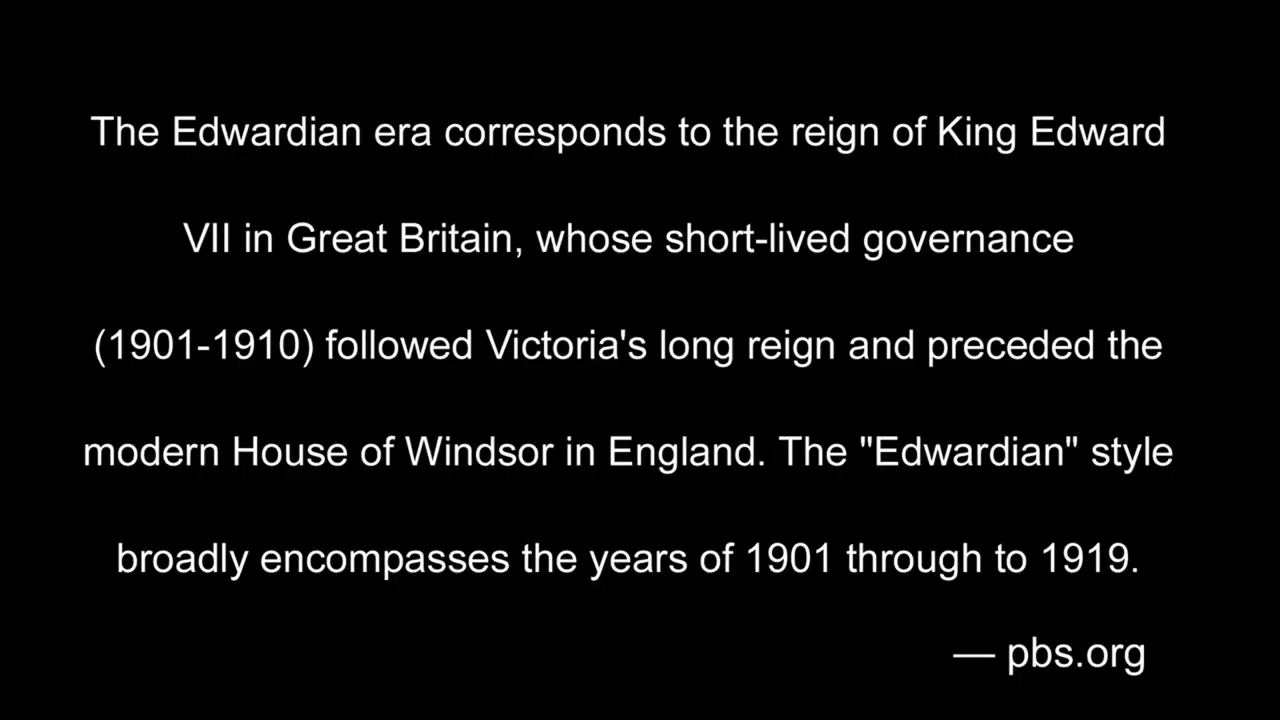 The Edwardian era corresponds to the reign of King Edward
VII in Great Britain, whose short-lived governance
(1901-1910) followed Victoria's long reign and preceded the
modern House of Windsor in England. The "Edwardian" style
broadly encompasses the years of 1901 through to 1919.
— pbs.org